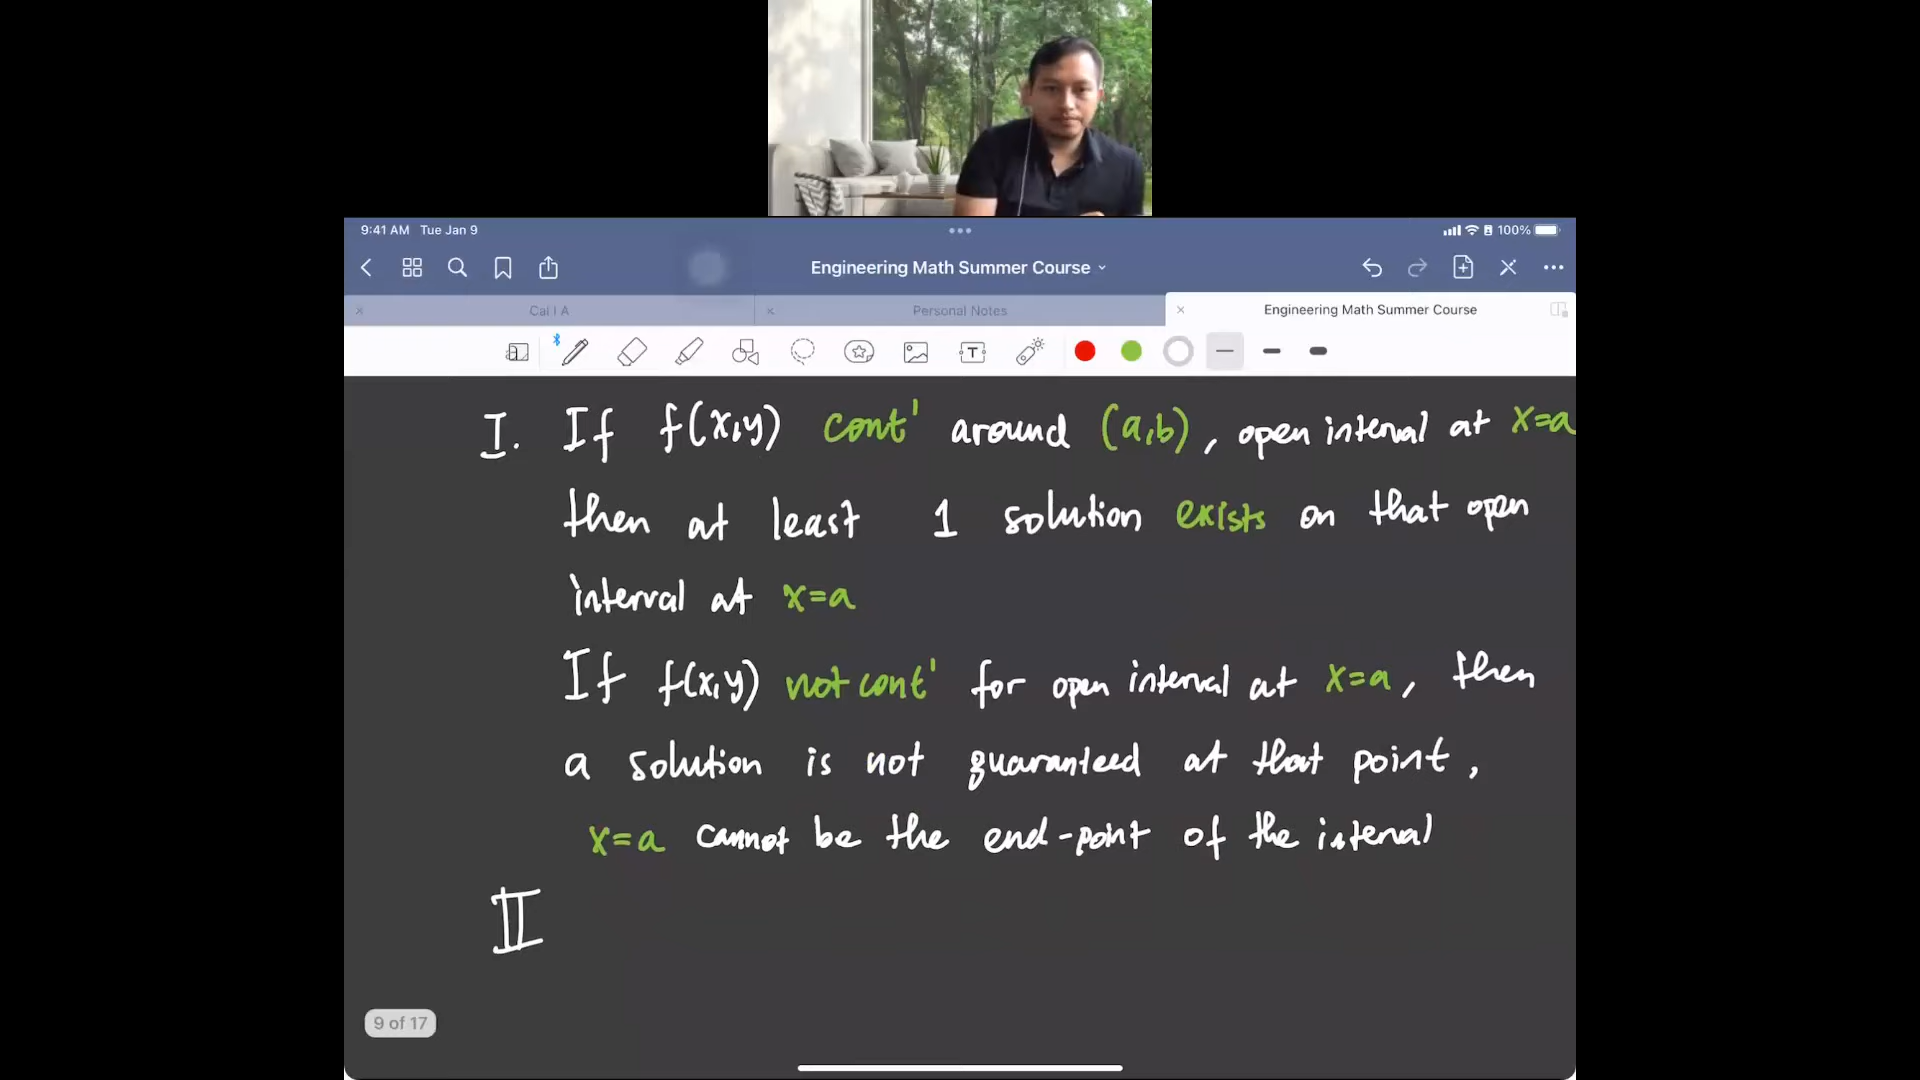 9:41 AM Tue Jan 9
100%
Engineering Math Summer Course
Cal I A
Personal Notes
Engineering Math Summer Course
I. If f(x,y) cont' around (a,b), open interval at x=a
then at least 1 solution exists on that open
interval at x=a
If f(x,y) not cont' for open interval at x=a, then
a solution is not guaranteed at that point,
x=a cannot be the end-point of the interval
II
9 of 17